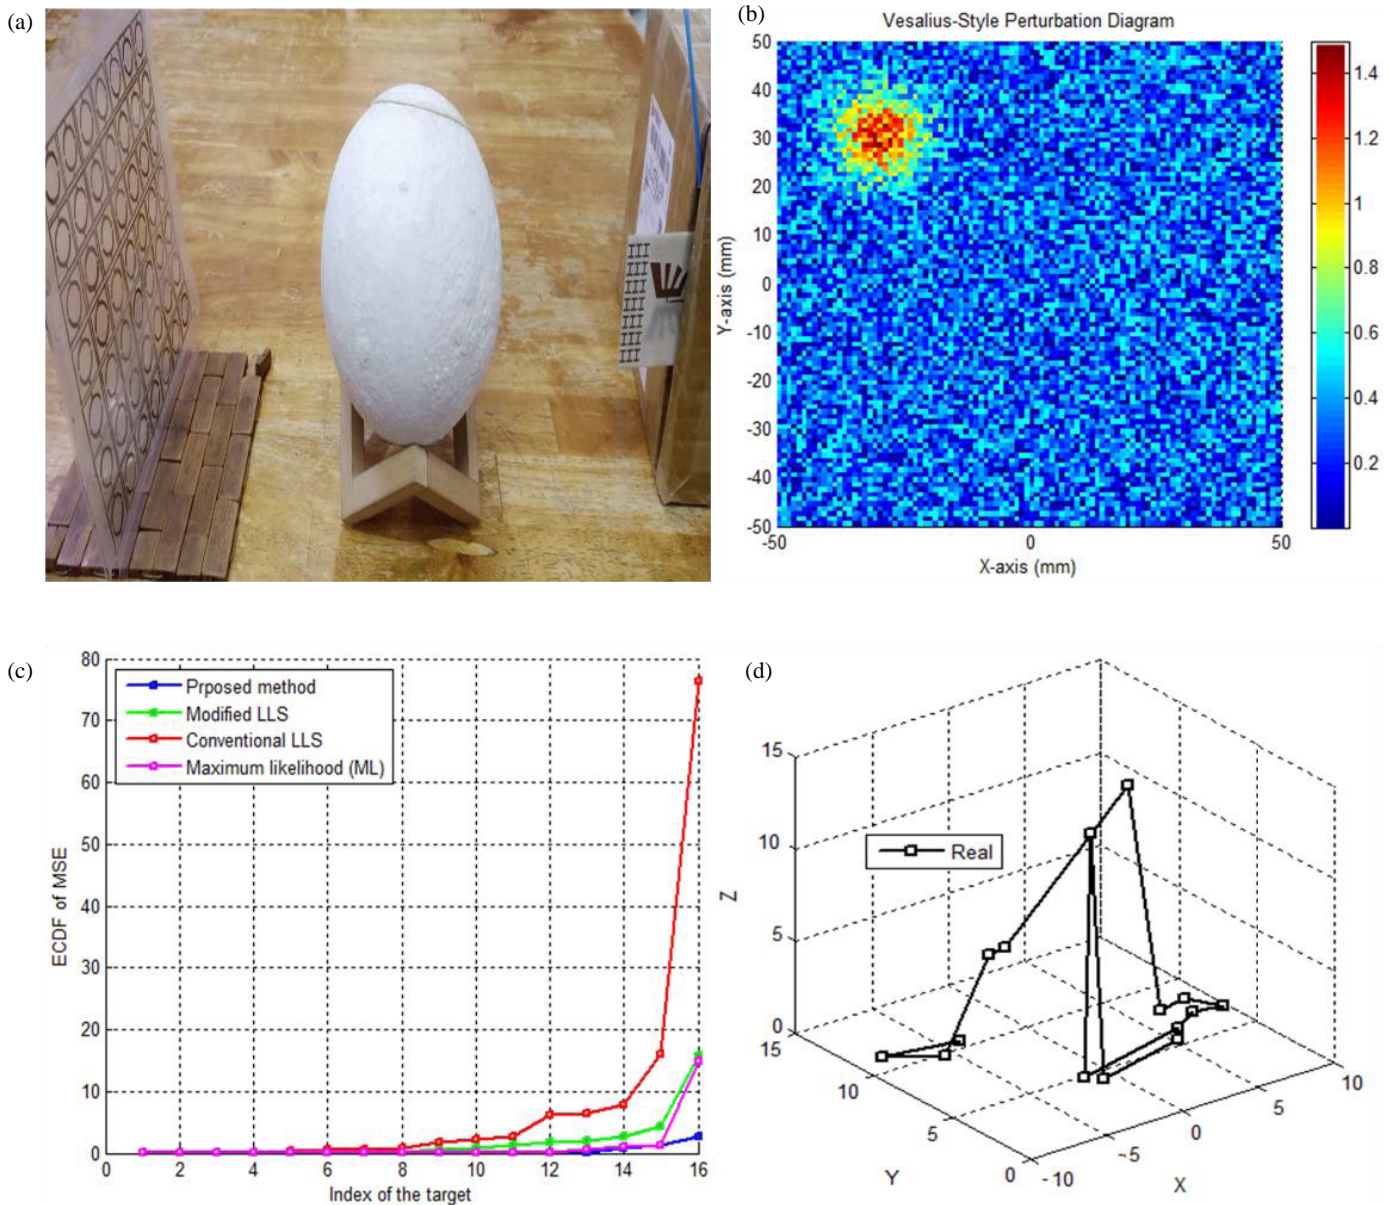 (a)
(b)
Vesalius-Style Perturbation Diagram
50
40
30
20
10
0
-10
-20
-30
-40
-50
Y-axis (mm)
-50
0
50
X-axis (mm)
1.4
1.2
1
0.8
0.6
0.4
0.2
(c)
80
70
60
50
40
30
20
10
0
ECDF of MSE
Prposed method
Modified LLS
Conventional LLS
Maximum likelihood (ML)
0 2 4 6 8 10 12 14 16
Index of the target
(d)
15
10
5
0
Z
Real
15
10
5
0
Y
-10
-5
0
5
10
X